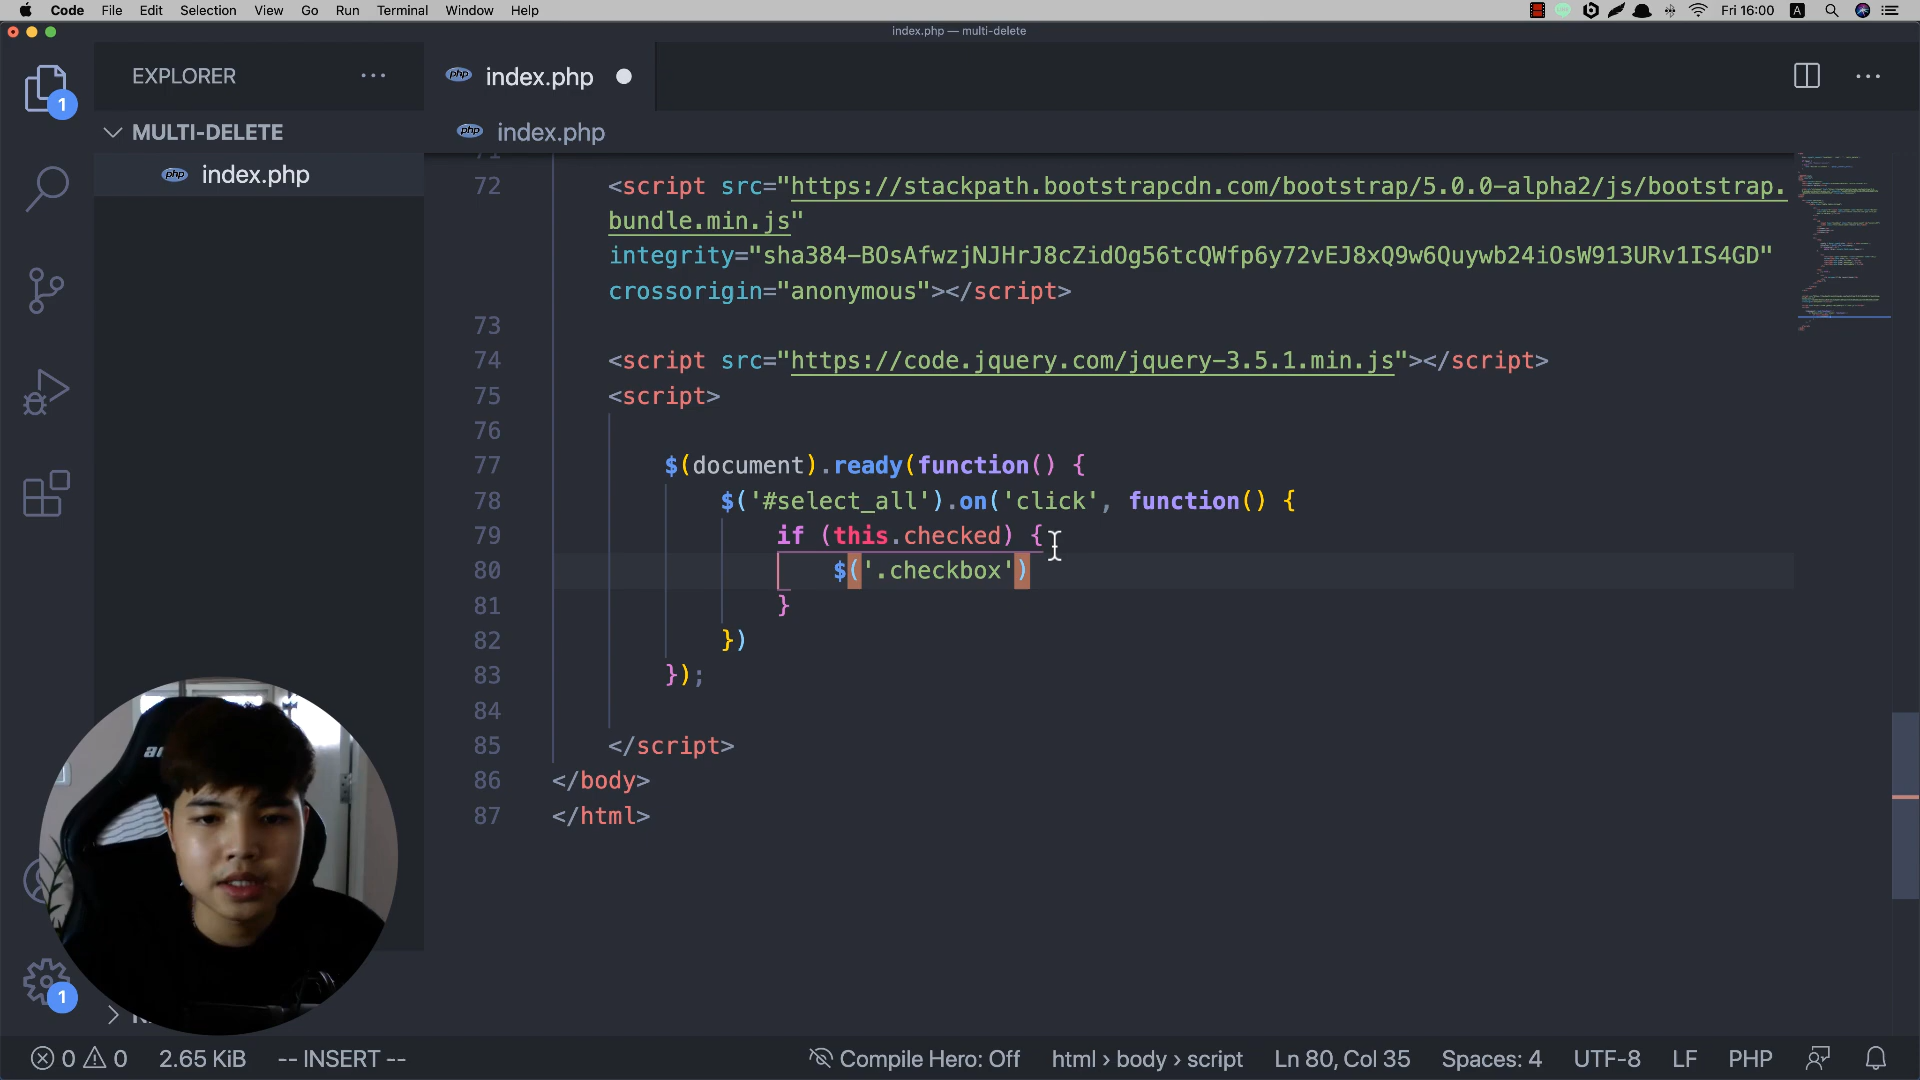 Code File Edit Selection View Go Run Terminal Window Help
Fri 16:00 A
index.php — multi-delete
EXPLORER
php index.php
1
MULTI-DELETE
php index.php
php index.php
71
72 <script src="https://stackpath.bootstrapcdn.com/bootstrap/5.0.0-alpha2/js/bootstrap.
bundle.min.js"
integrity="sha384-BOsAfwzjNJHrJ8cZidOg56tcQWfp6y72vEJ8xQ9w6Quywb24iOsW913URv1IS4GD"
crossorigin="anonymous"></script>
73
74 <script src="https://code.jquery.com/jquery-3.5.1.min.js"></script>
75 <script>
76
77 $(document).ready(function() {
78 $('#select_all').on('click', function() {
79 if (this.checked) {
80 $('.checkbox')
81 }
82 })
83 });
84
85 </script>
86 </body>
87 </html>
1
0 0 2.65 KiB -- INSERT -- Compile Hero: Off html › body › script Ln 80, Col 35 Spaces: 4 UTF-8 LF PHP